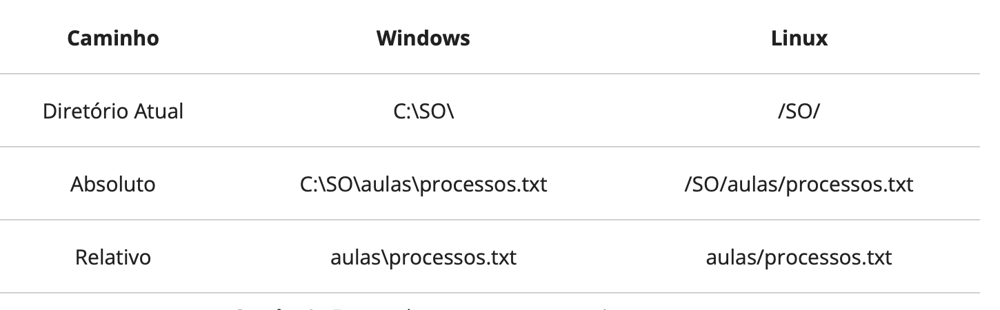 Caminho Windows Linux
Diretório Atual C:\SO\ /SO/
Absoluto C:\SO\aulas\processos.txt /SO/aulas/processos.txt
Relativo aulas\processos.txt aulas/processos.txt